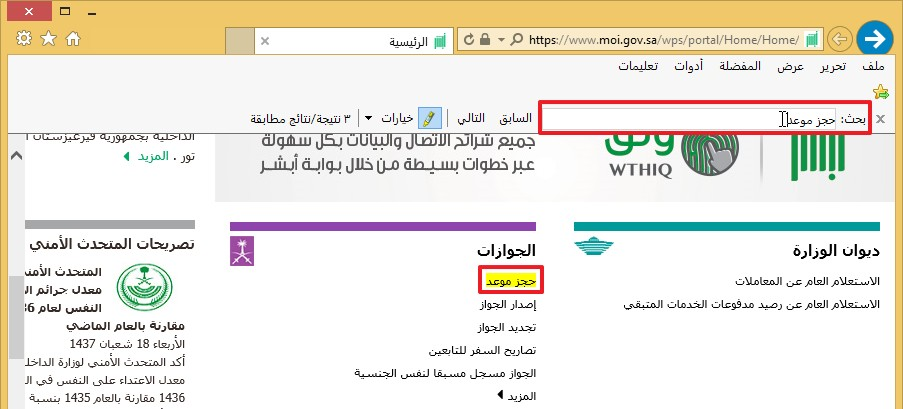 الرئيسية
https://www.moi.gov.sa/wps/portal/Home/Home/
ملف تحرير عرض المفضلة أدوات تعليمات
بحث: حجز موعد السابق التالي خيارات ٣ نتيجة/نتائج مطابقة
جميع شرائح الاتصال والبيانات بكل سهولة
عبر خطوات بسيطة من خلال بوابة أبشر
WTHIQ
ديوان الوزارة
الاستعلام العام عن المعاملات
الاستعلام العام عن رصيد مدفوعات الخدمات المتبقي
الجوازات
حجز موعد
إصدار الجواز
تجديد الجواز
تصاريح السفر للتابعين
الجواز مسجل مسبقا لنفس الجنسية
المزيد
الداخلية بجمهورية قيرغيزستان
تور . المزيد
تصريحات المتحدث الأمني
المتحدث الأمني
معدل جرائم
النفس لعام
مقارنة بالعام الماضي
الأربعاء 18 شعبان 1437
أكد المتحدث الأمني لوزارة
معدل الاعتداء على النفس في
1436 مقارنة بالعام 1435 بنسبة